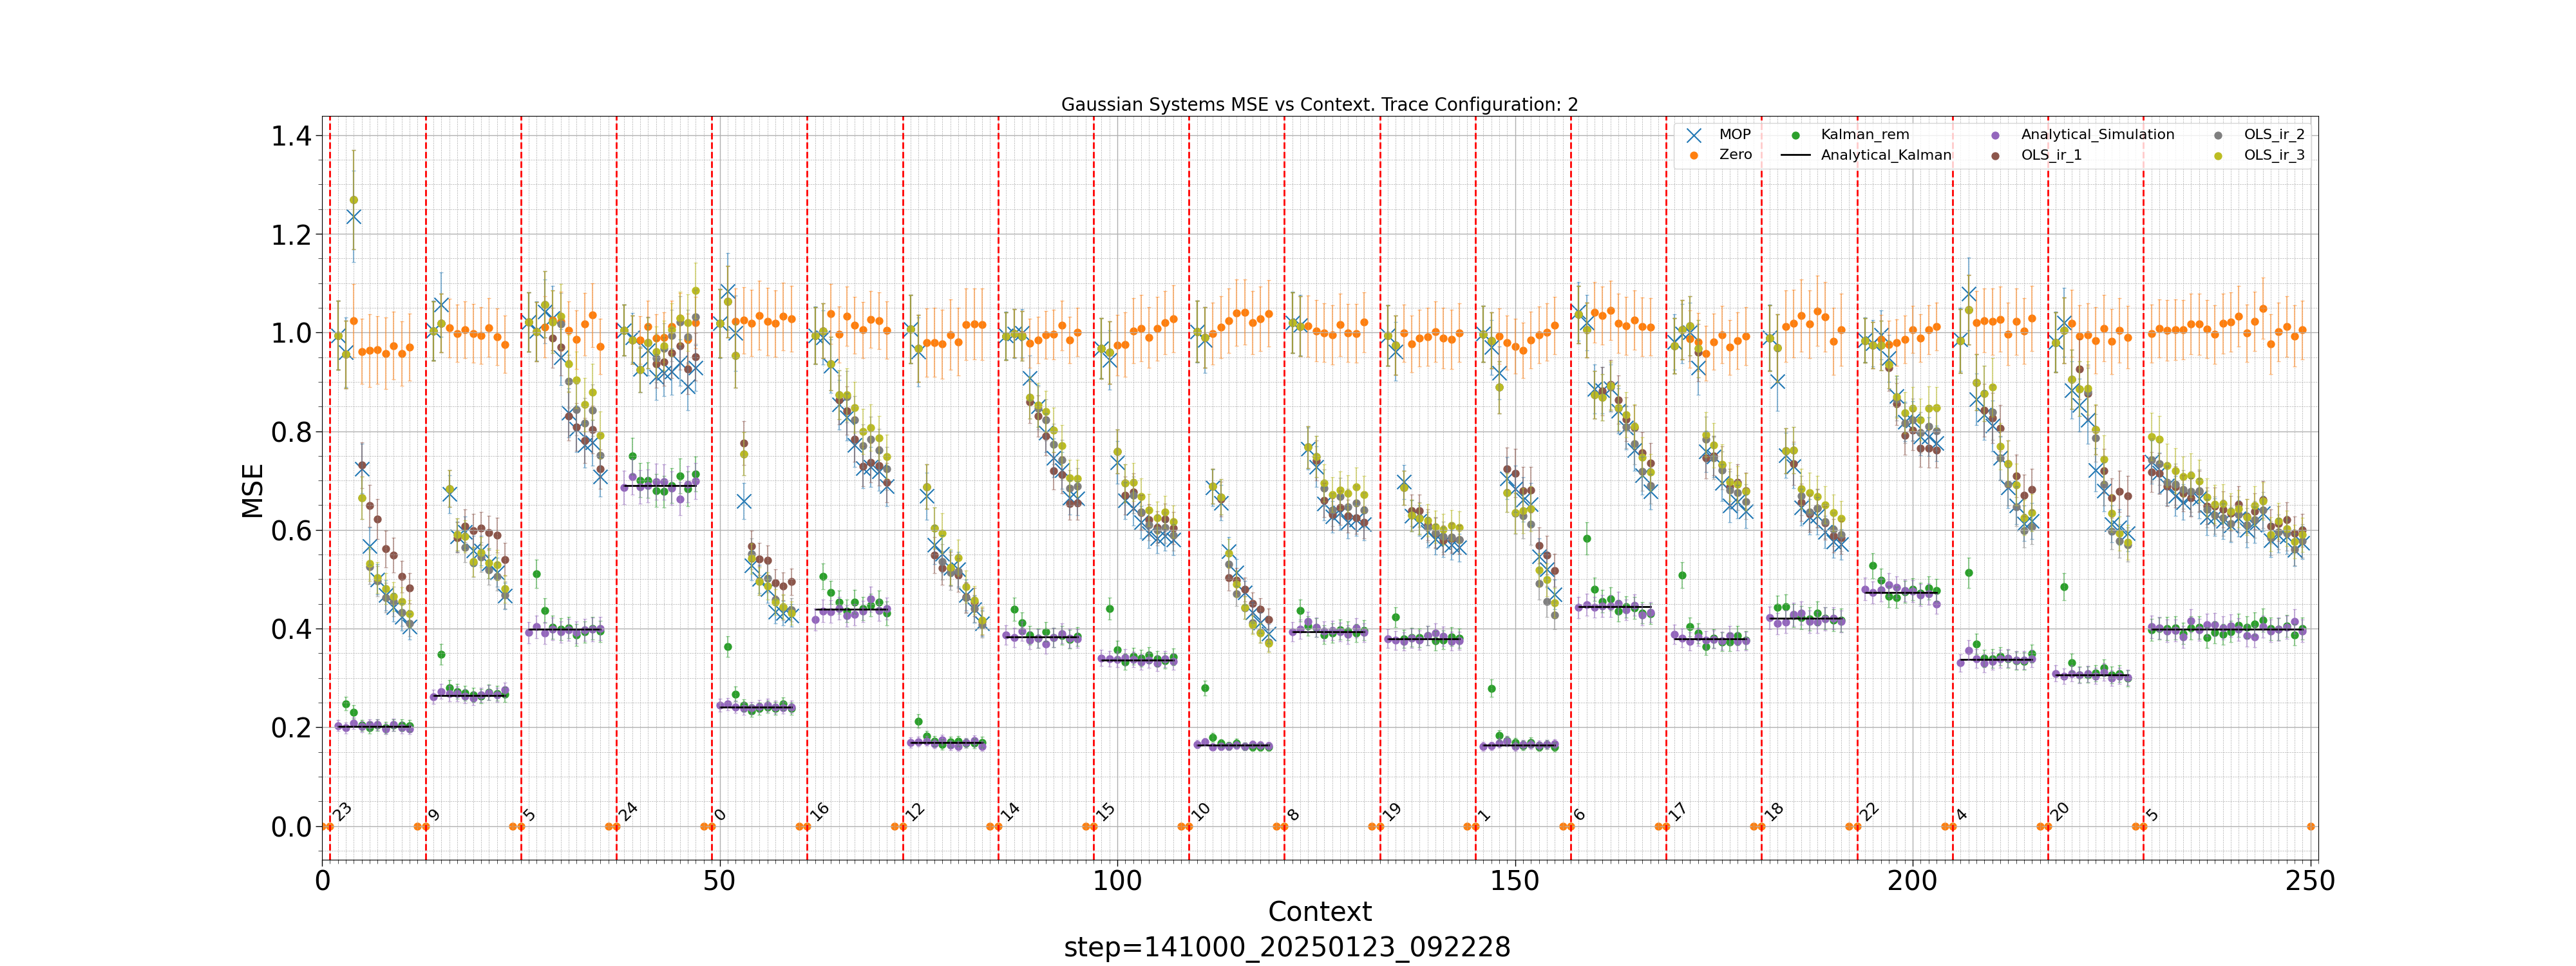 Gaussian Systems MSE vs Context. Trace Configuration: 2
MOP
Zero
Kalman_rem
Analytical_Kalman
Analytical_Simulation
OLS_ir_1
OLS_ir_2
OLS_ir_3
MSE
1.4
1.2
1.0
0.8
0.6
0.4
0.2
0.0
23 9 5 24 0 16 12 14 15 10 8 19 1 6 17 18 22 4 20 5
0 50 100 150 200 250
Context
step=141000_20250123_092228